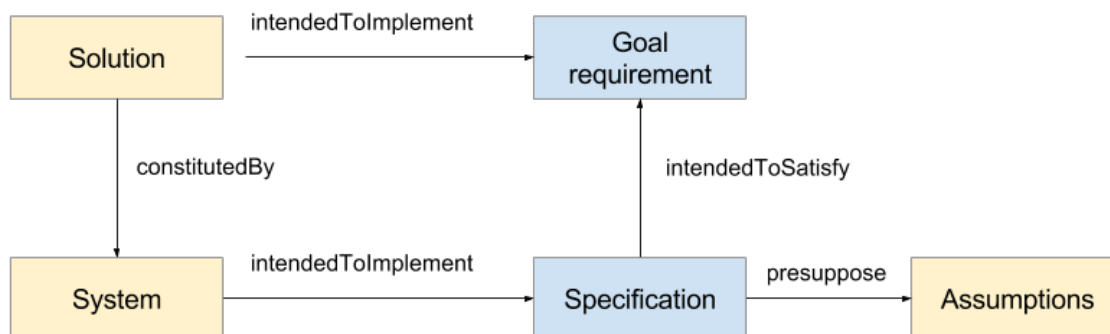 intendedToImplement
Solution
Goal
requirement
constitutedBy
intendedToSatisfy
intendedToImplement
presuppose
System
Specification
Assumptions